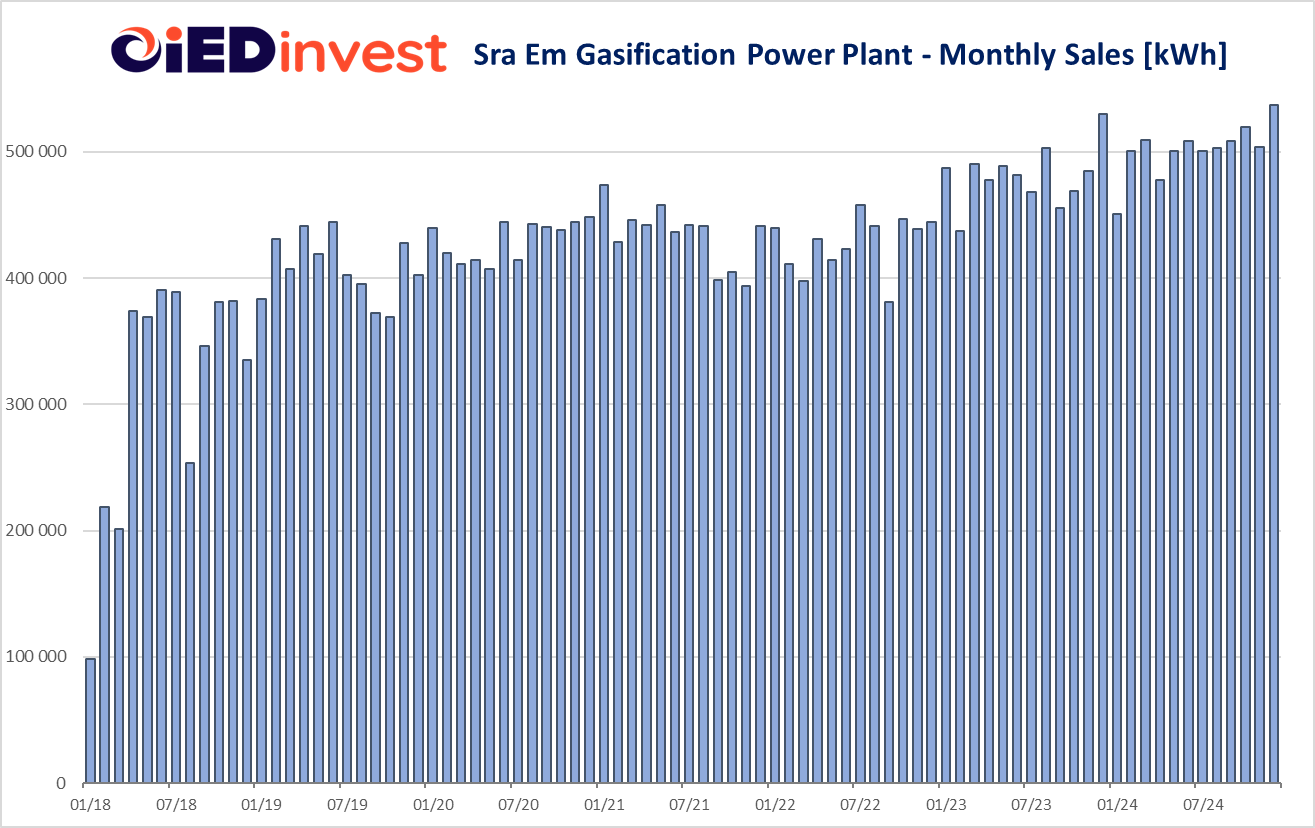 iEDinvest
Sra Em Gasification Power Plant - Monthly Sales [kWh]
500 000
400 000
300 000
200 000
100 000
0
01/18 07/18 01/19 07/19 01/20 07/20 01/21 07/21 01/22 07/22 01/23 07/23 01/24 07/24